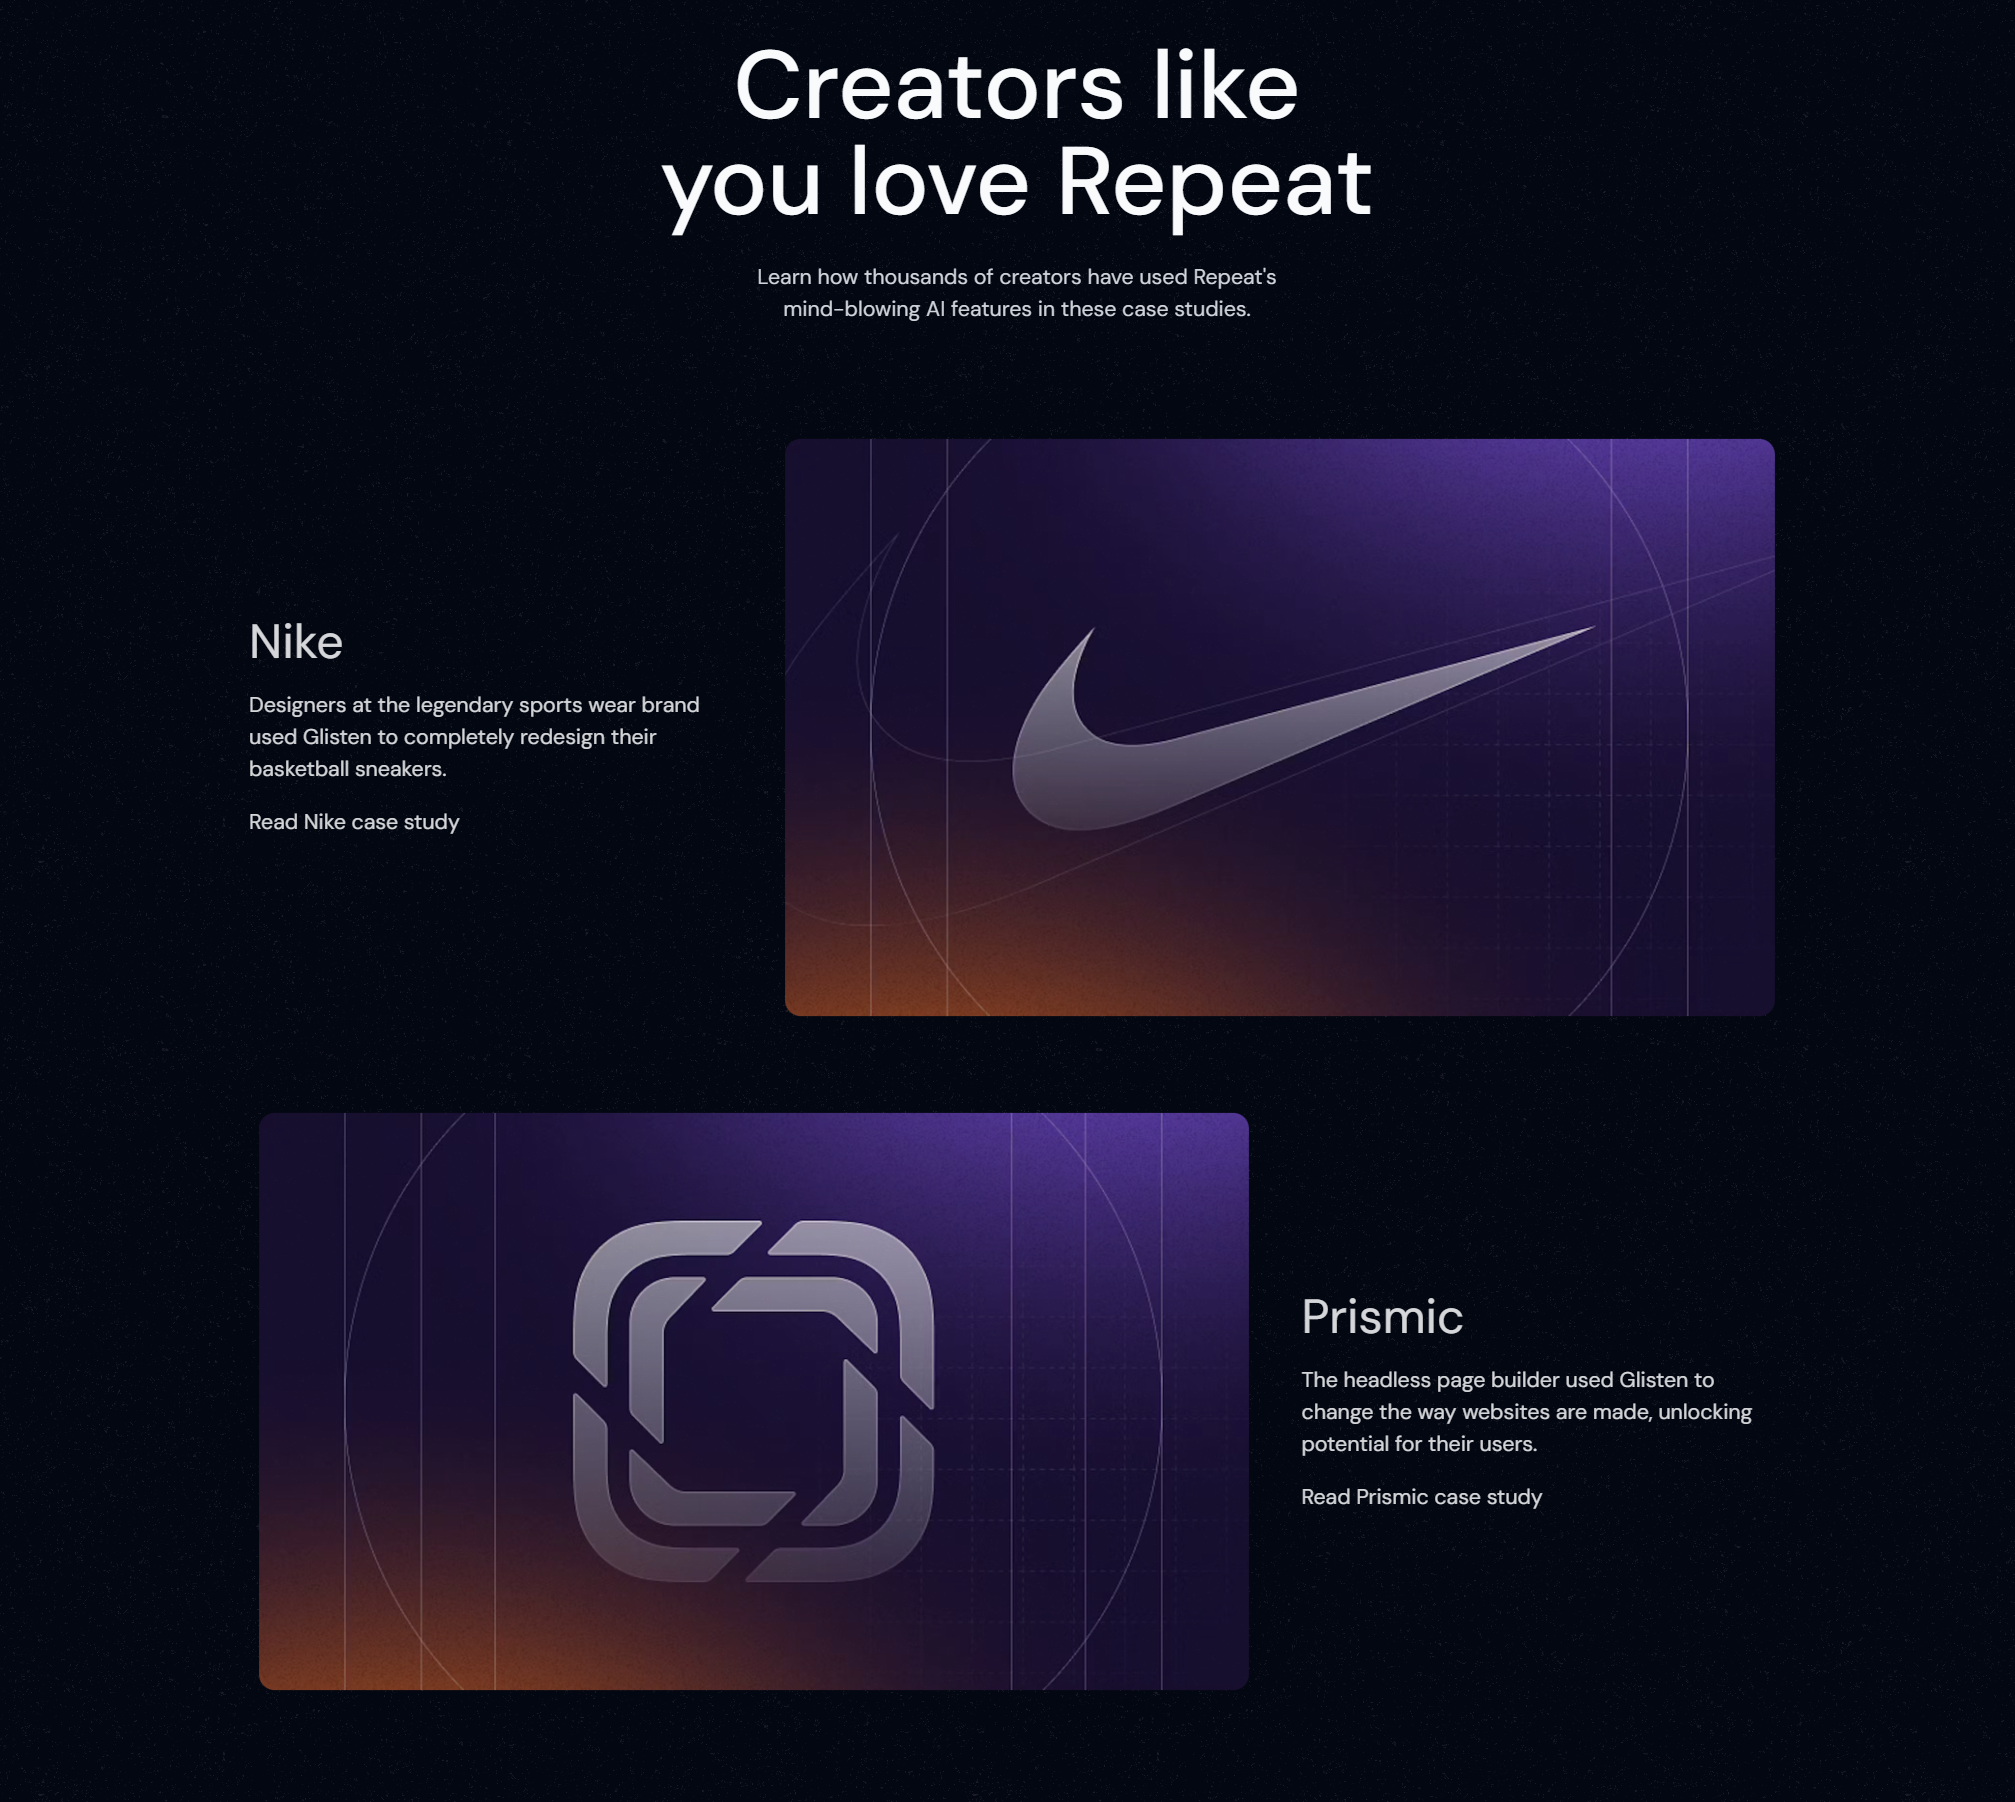 Creators like
you love Repeat
Learn how thousands of creators have used Repeat's
mind-blowing AI features in these case studies.
Nike
Designers at the legendary sports wear brand
used Glisten to completely redesign their
basketball sneakers.
Read Nike case study
Prismic
The headless page builder used Glisten to
change the way websites are made, unlocking
potential for their users.
Read Prismic case study